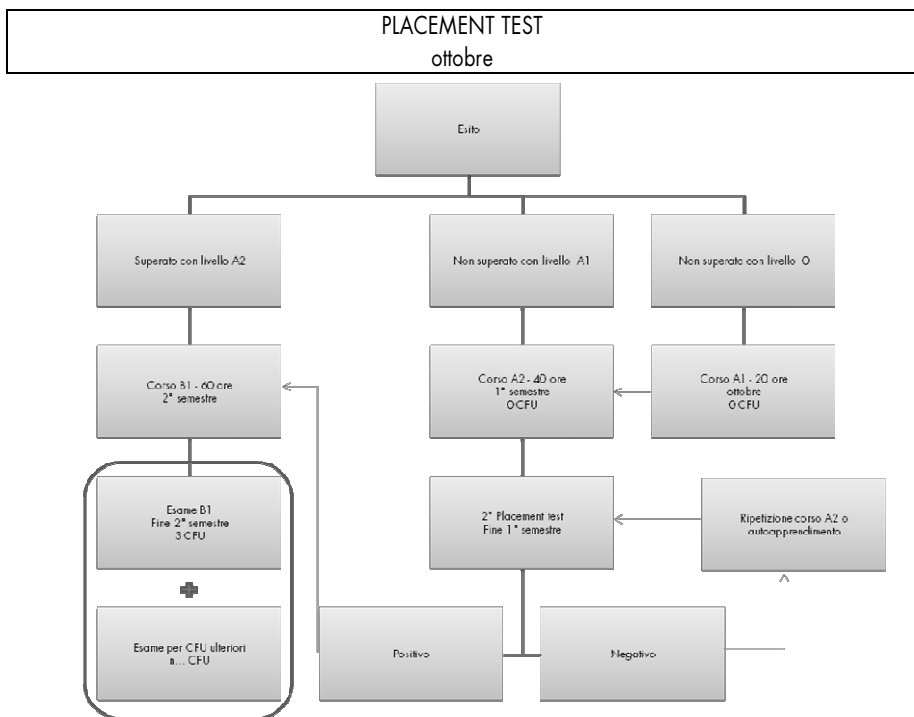 PLACEMENT TEST
ottobre
Esito
Superato con livello A2
Non superato con livello A1
Non superato con livello 0
Corso B1 - 60 ore
2° semestre
Corso A2 - 40 ore
1° semestre
0 CFU
Corso A1 - 20 ore
ottobre
0 CFU
Esame B1
Fine 2° semestre
3 CFU
2° Placement test
Fine 1° semestre
Ripetizione corso A2 o
autoapprendimento
Esame per CFU ulteriori
n... CFU
Positivo
Negativo